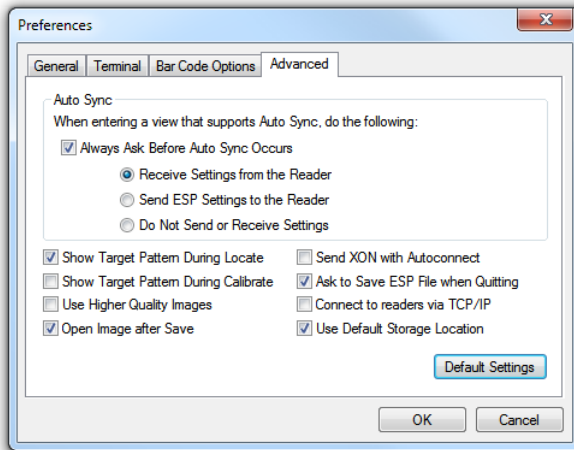 Preferences
General Terminal Bar Code Options Advanced
Auto Sync
When entering a view that supports Auto Sync, do the following:
Always Ask Before Auto Sync Occurs
Receive Settings from the Reader
Send ESP Settings to the Reader
Do Not Send or Receive Settings
Show Target Pattern During Locate Send XON with Autoconnect
Show Target Pattern During Calibrate Ask to Save ESP File when Quitting
Use Higher Quality Images Connect to readers via TCP/IP
Open Image after Save Use Default Storage Location
Default Settings
OK Cancel